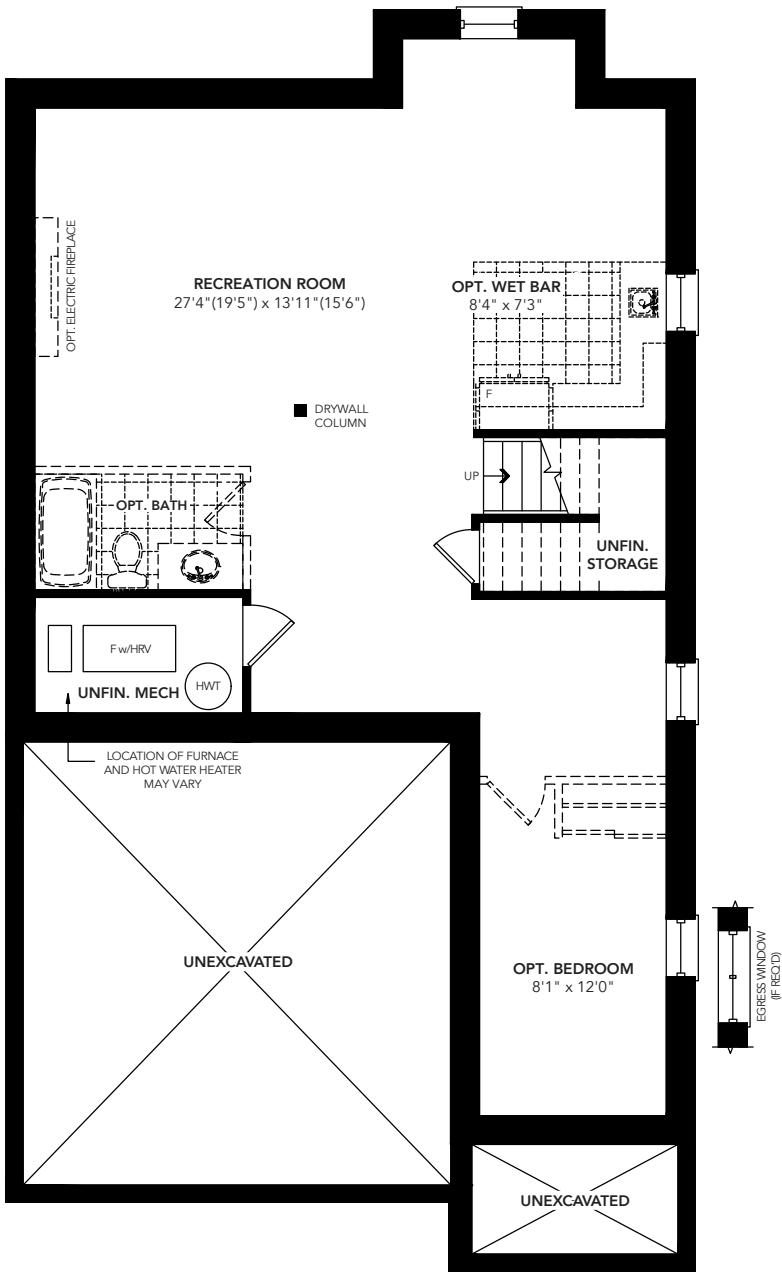 OPT. ELECTRIC FIREPLACE
RECREATION ROOM
27'4"(19'5") x 13'11"(15'6")
OPT. WET BAR
8'4" x 7'3"
F
DRYWALL
COLUMN
UP
OPT. BATH
UNFIN.
STORAGE
F w/HRV
HWT
UNFIN. MECH
LOCATION OF FURNACE
AND HOT WATER HEATER
MAY VARY
UNEXCAVATED
OPT. BEDROOM
8'1" x 12'0"
EGRESS WINDOW
(IF REQ'D)
UNEXCAVATED